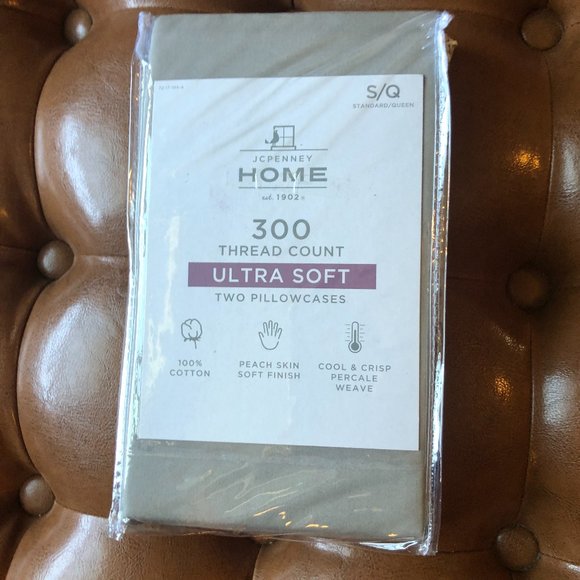 S/Q
STANDARD/QUEEN
JCPENNEY
HOME
est. 1902
300
THREAD COUNT
ULTRA SOFT
TWO PILLOWCASES
100%
COTTON
PEACH SKIN
SOFT FINISH
COOL & CRISP
PERCALE
WEAVE